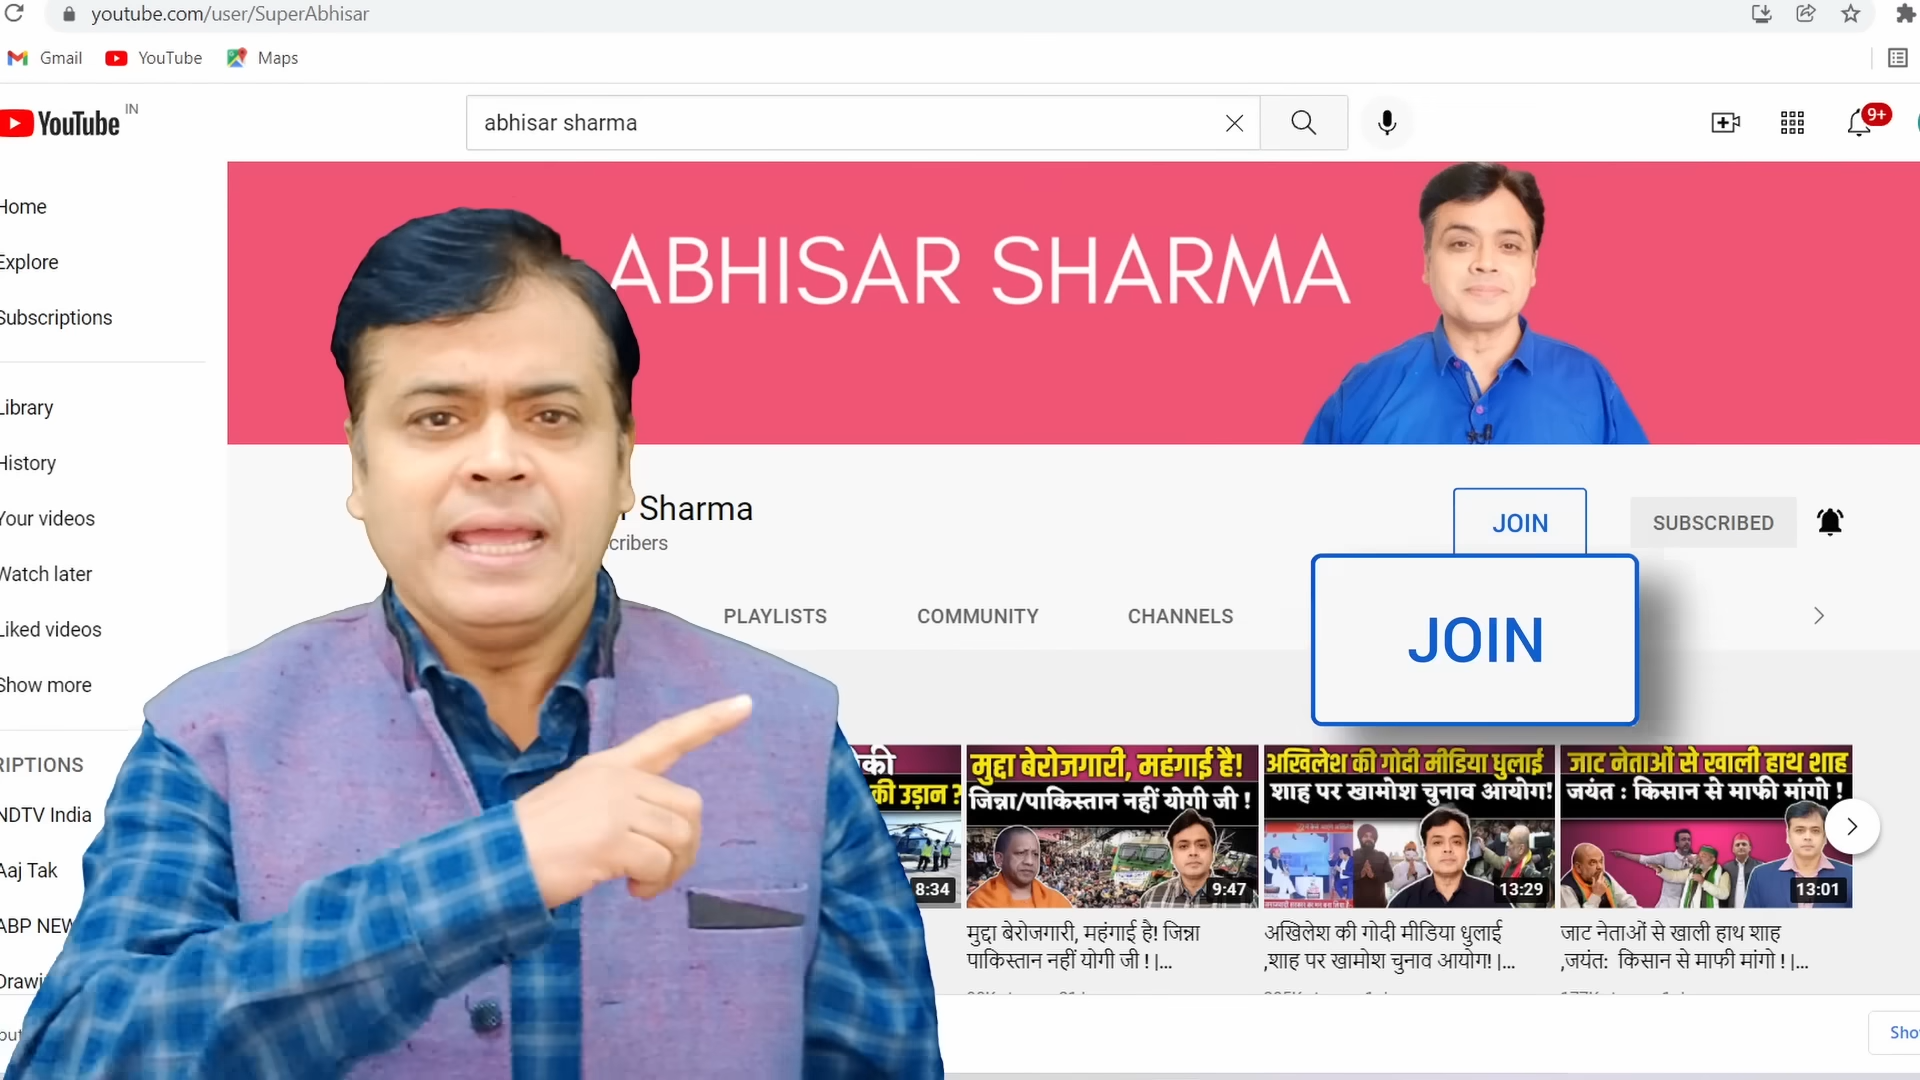 youtube.com/user/SuperAbhisar
Gmail YouTube Maps
YouTube IN
abhisar sharma
9+
Home
Explore
Subscriptions
Library
History
Your videos
Watch later
Liked videos
Show more
RIPTIONS
NDTV India
Aaj Tak
ABP NEW
Drawi
ABHISAR SHARMA
r Sharma
cribers
JOIN
SUBSCRIBED
JOIN
PLAYLISTS COMMUNITY CHANNELS
की
की उड़ान ?
8:34
मुद्दा बेरोजगारी, महंगाई है!
जिन्ना/पाकिस्तान नहीं योगी जी !
9:47
मुद्दा बेरोजगारी, महंगाई है! जिन्ना
पाकिस्तान नहीं योगी जी ! |...
अखिलेश की गोदी मीडिया धुलाई
शाह पर खामोश चुनाव आयोग!
13:29
अखिलेश की गोदी मीडिया धुलाई
,शाह पर खामोश चुनाव आयोग! |...
जाट नेताओं से खाली हाथ शाह
जयंत : किसान से माफी मांगो !
13:01
जाट नेताओं से खाली हाथ शाह
,जयंत: किसान से माफी मांगो ! |...
Sho